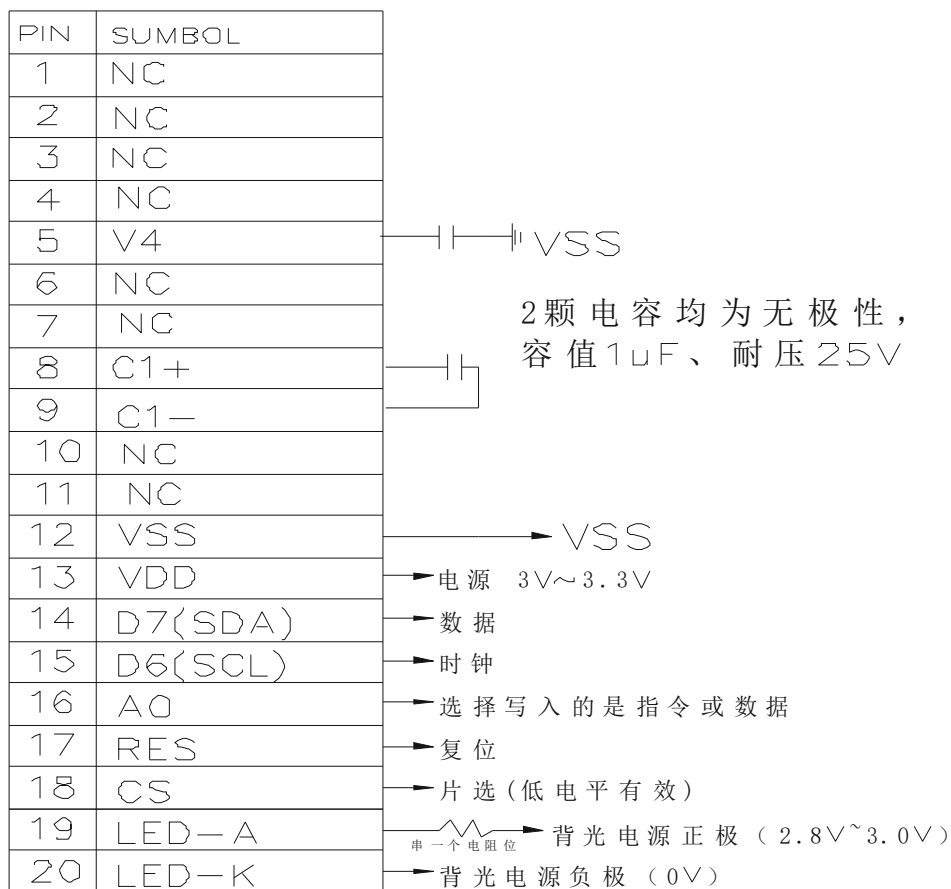 PIN SUMBOL
1 NC
2 NC
3 NC
4 NC
5 V4 VSS
6 NC
7 NC
2颗电容均为无极性，
容值1uF、耐压25V
8 C1+
9 C1-
10 NC
11 NC
12 VSS VSS
13 VDD 电源 3V~3.3V
14 D7(SDA) 数据
15 D6(SCL) 时钟
16 A0 选择写入的是指令或数据
17 RES 复位
18 CS 片选(低电平有效)
19 LED-A 串一个电阻位 背光电源正极（2.8V~3.0V）
20 LED-K 背光电源负极（0V）